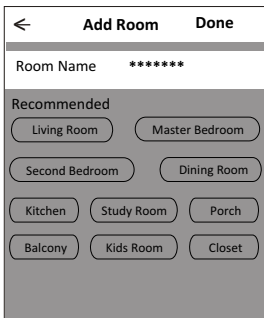 ← Add Room Done
Room Name *******
Recommended
Living Room Master Bedroom
Second Bedroom Dining Room
Kitchen Study Room Porch
Balcony Kids Room Closet